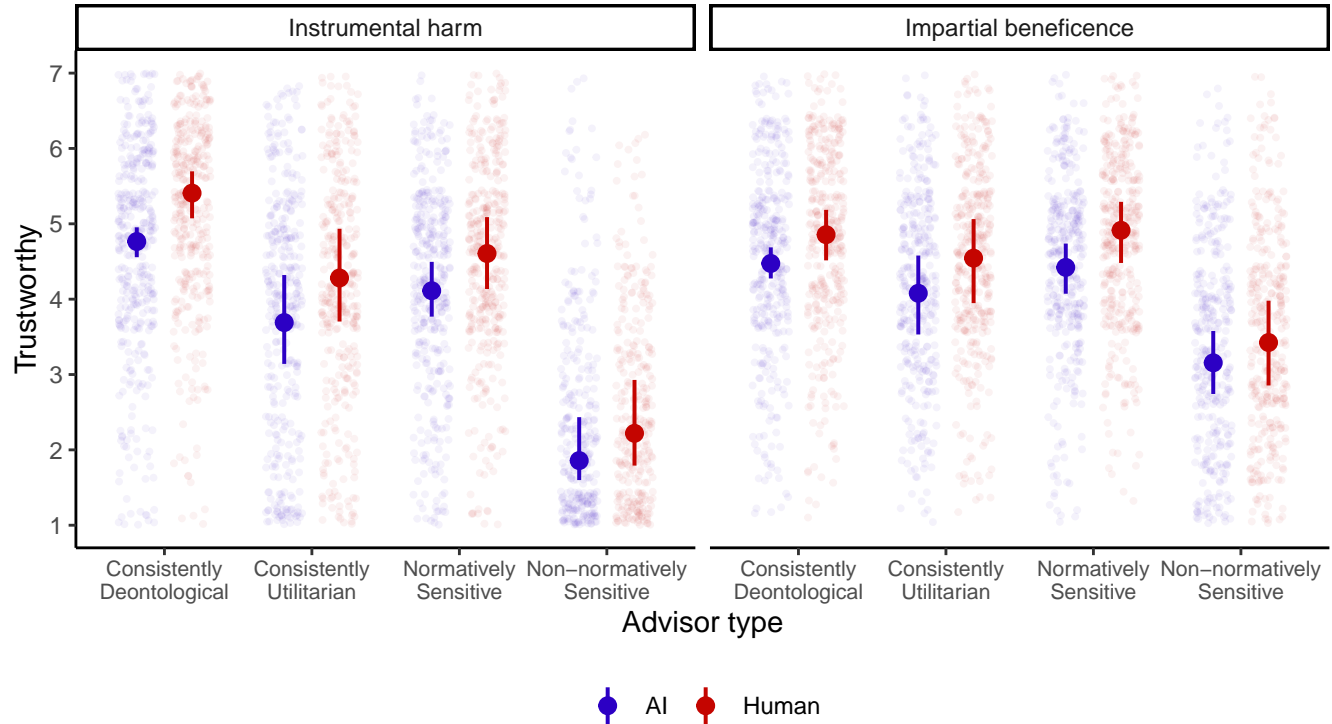 Instrumental harm
Impartial beneficence
Trustworthy
7
6
5
4
3
2
1
Consistently
Deontological
Consistently
Utilitarian
Normatively
Sensitive
Non−normatively
Sensitive
Consistently
Deontological
Consistently
Utilitarian
Normatively
Sensitive
Non−normatively
Sensitive
Advisor type
AI
Human